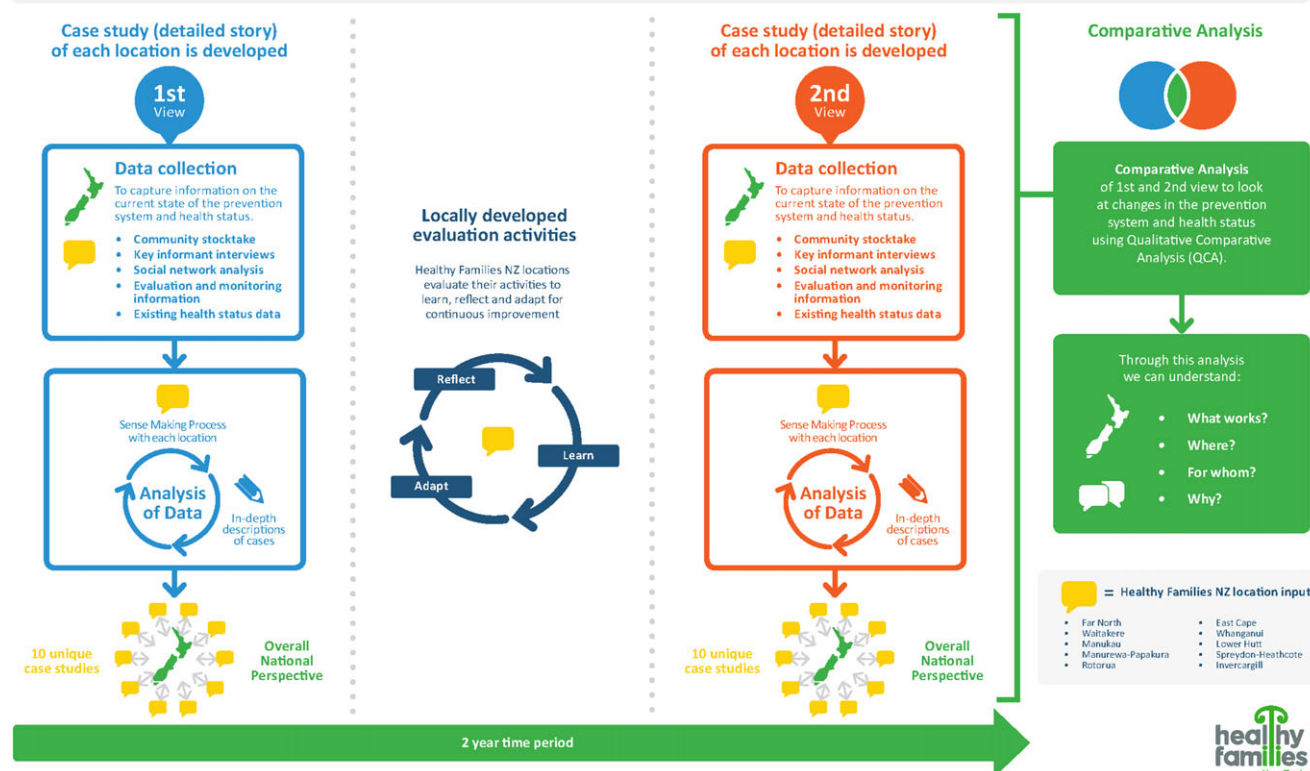 Case study (detailed story)
of each location is developed
1st
View
Data collection
To capture information on the
current state of the prevention
system and health status.
• Community stocktake
• Key informant interviews
• Social network analysis
• Evaluation and monitoring
information
• Existing health status data
Sense Making Process
with each location
Analysis
of Data
In-depth
descriptions
of cases
10 unique
case studies
Overall
National
Perspective
Locally developed
evaluation activities
Healthy Families NZ locations
evaluate their activities to
learn, reflect and adapt for
continuous improvement
Reflect
Learn
Adapt
Case study (detailed story)
of each location is developed
2nd
View
Data collection
To capture information on the
current state of the prevention
system and health status.
• Community stocktake
• Key informant interviews
• Social network analysis
• Evaluation and monitoring
information
• Existing health status data
Sense Making Process
with each location
Analysis
of Data
In-depth
descriptions
of cases
10 unique
case studies
Overall
National
Perspective
Comparative Analysis
Comparative Analysis
of 1st and 2nd view to look
at changes in the prevention
system and health status
using Qualitative Comparative
Analysis (QCA).
Through this analysis
we can understand:
• What works?
• Where?
• For whom?
• Why?
= Healthy Families NZ location input
• Far North
• Waitakere
• Manukau
• Manurewa-Papakura
• Rotorua
• East Cape
• Whanganui
• Lower Hutt
• Spreydon-Heathcote
• Invercargill
2 year time period
healthy
families